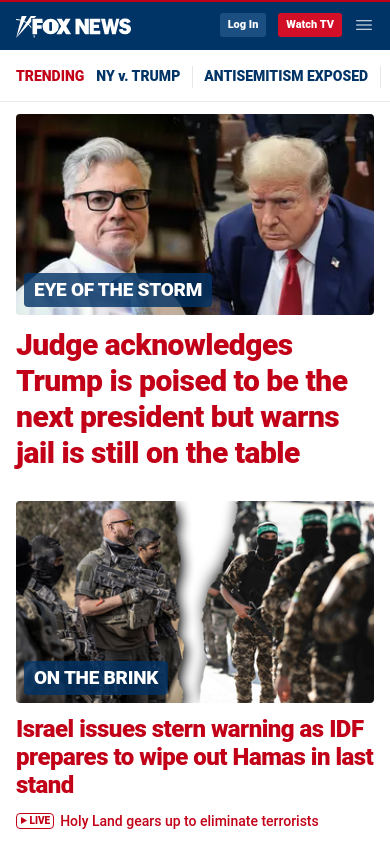 FOX NEWS
Log In
Watch TV
TRENDING NY v. TRUMP ANTISEMITISM EXPOSED
EYE OF THE STORM
Judge acknowledges
Trump is poised to be the
next president but warns
jail is still on the table
ON THE BRINK
Israel issues stern warning as IDF
prepares to wipe out Hamas in last
stand
LIVE Holy Land gears up to eliminate terrorists